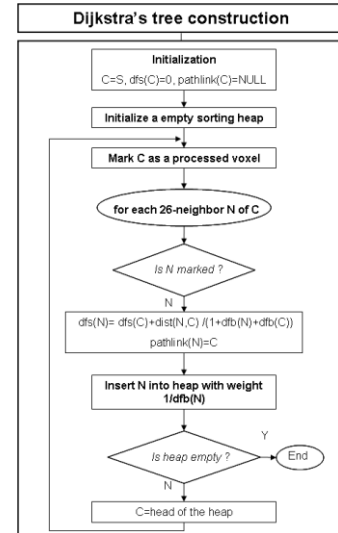 Dijkstra's tree construction
Initialization
C=S, dfs(C)=0, pathlink(C)=NULL
Initialize a empty sorting heap
Mark C as a processed voxel
for each 26-neighbor N of C
Is N marked ?
N
dfs(N)= dfs(C)+dist(N,C) /(1+dfb(N)+dfb(C))
pathlink(N)=C
Insert N into heap with weight
1/dfb(N)
Y
Is heap empty ?
End
N
C=head of the heap